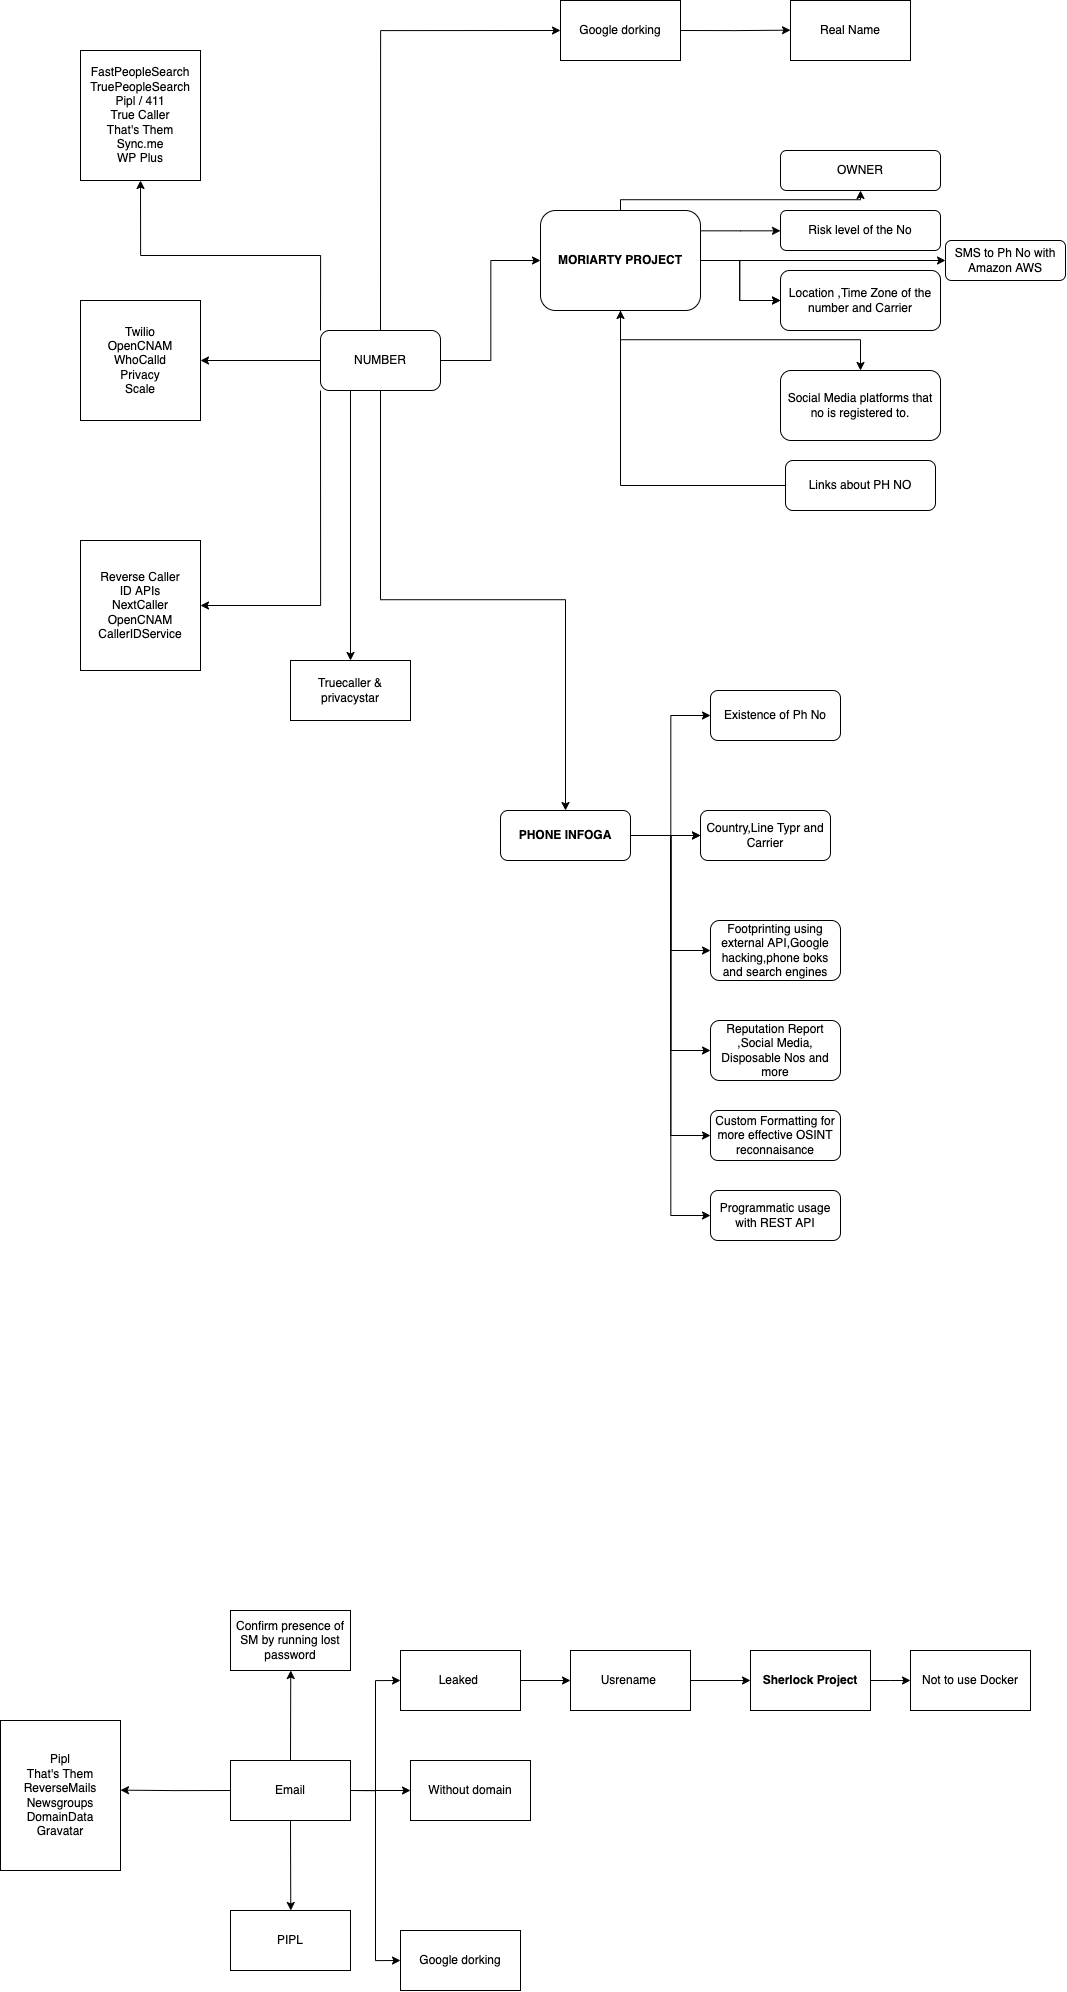 Google dorking
Real Name
FastPeopleSearch
TruePeopleSearch
Pipl / 411
True Caller
That's Them
Sync.me
WP Plus
OWNER
MORIARTY PROJECT
Risk level of the No
SMS to Ph No with
Amazon AWS
Location ,Time Zone of the
number and Carrier
Twilio
OpenCNAM
WhoCalld
Privacy
Scale
NUMBER
Social Media platforms that
no is registered to.
Links about PH NO
Reverse Caller
ID APIs
NextCaller
OpenCNAM
CallerIDService
Truecaller &
privacystar
Existence of Ph No
PHONE INFOGA
Country,Line Typr and
Carrier
Footprinting using
external API,Google
hacking,phone boks
and search engines
Reputation Report
,Social Media,
Disposable Nos and
more
Custom Formatting for
more effective OSINT
reconnaisance
Programmatic usage
with REST API
Confirm presence of
SM by running lost
password
Leaked
Usrename
Sherlock Project
Not to use Docker
Pipl
That's Them
ReverseMails
Newsgroups
DomainData
Gravatar
Email
Without domain
PIPL
Google dorking